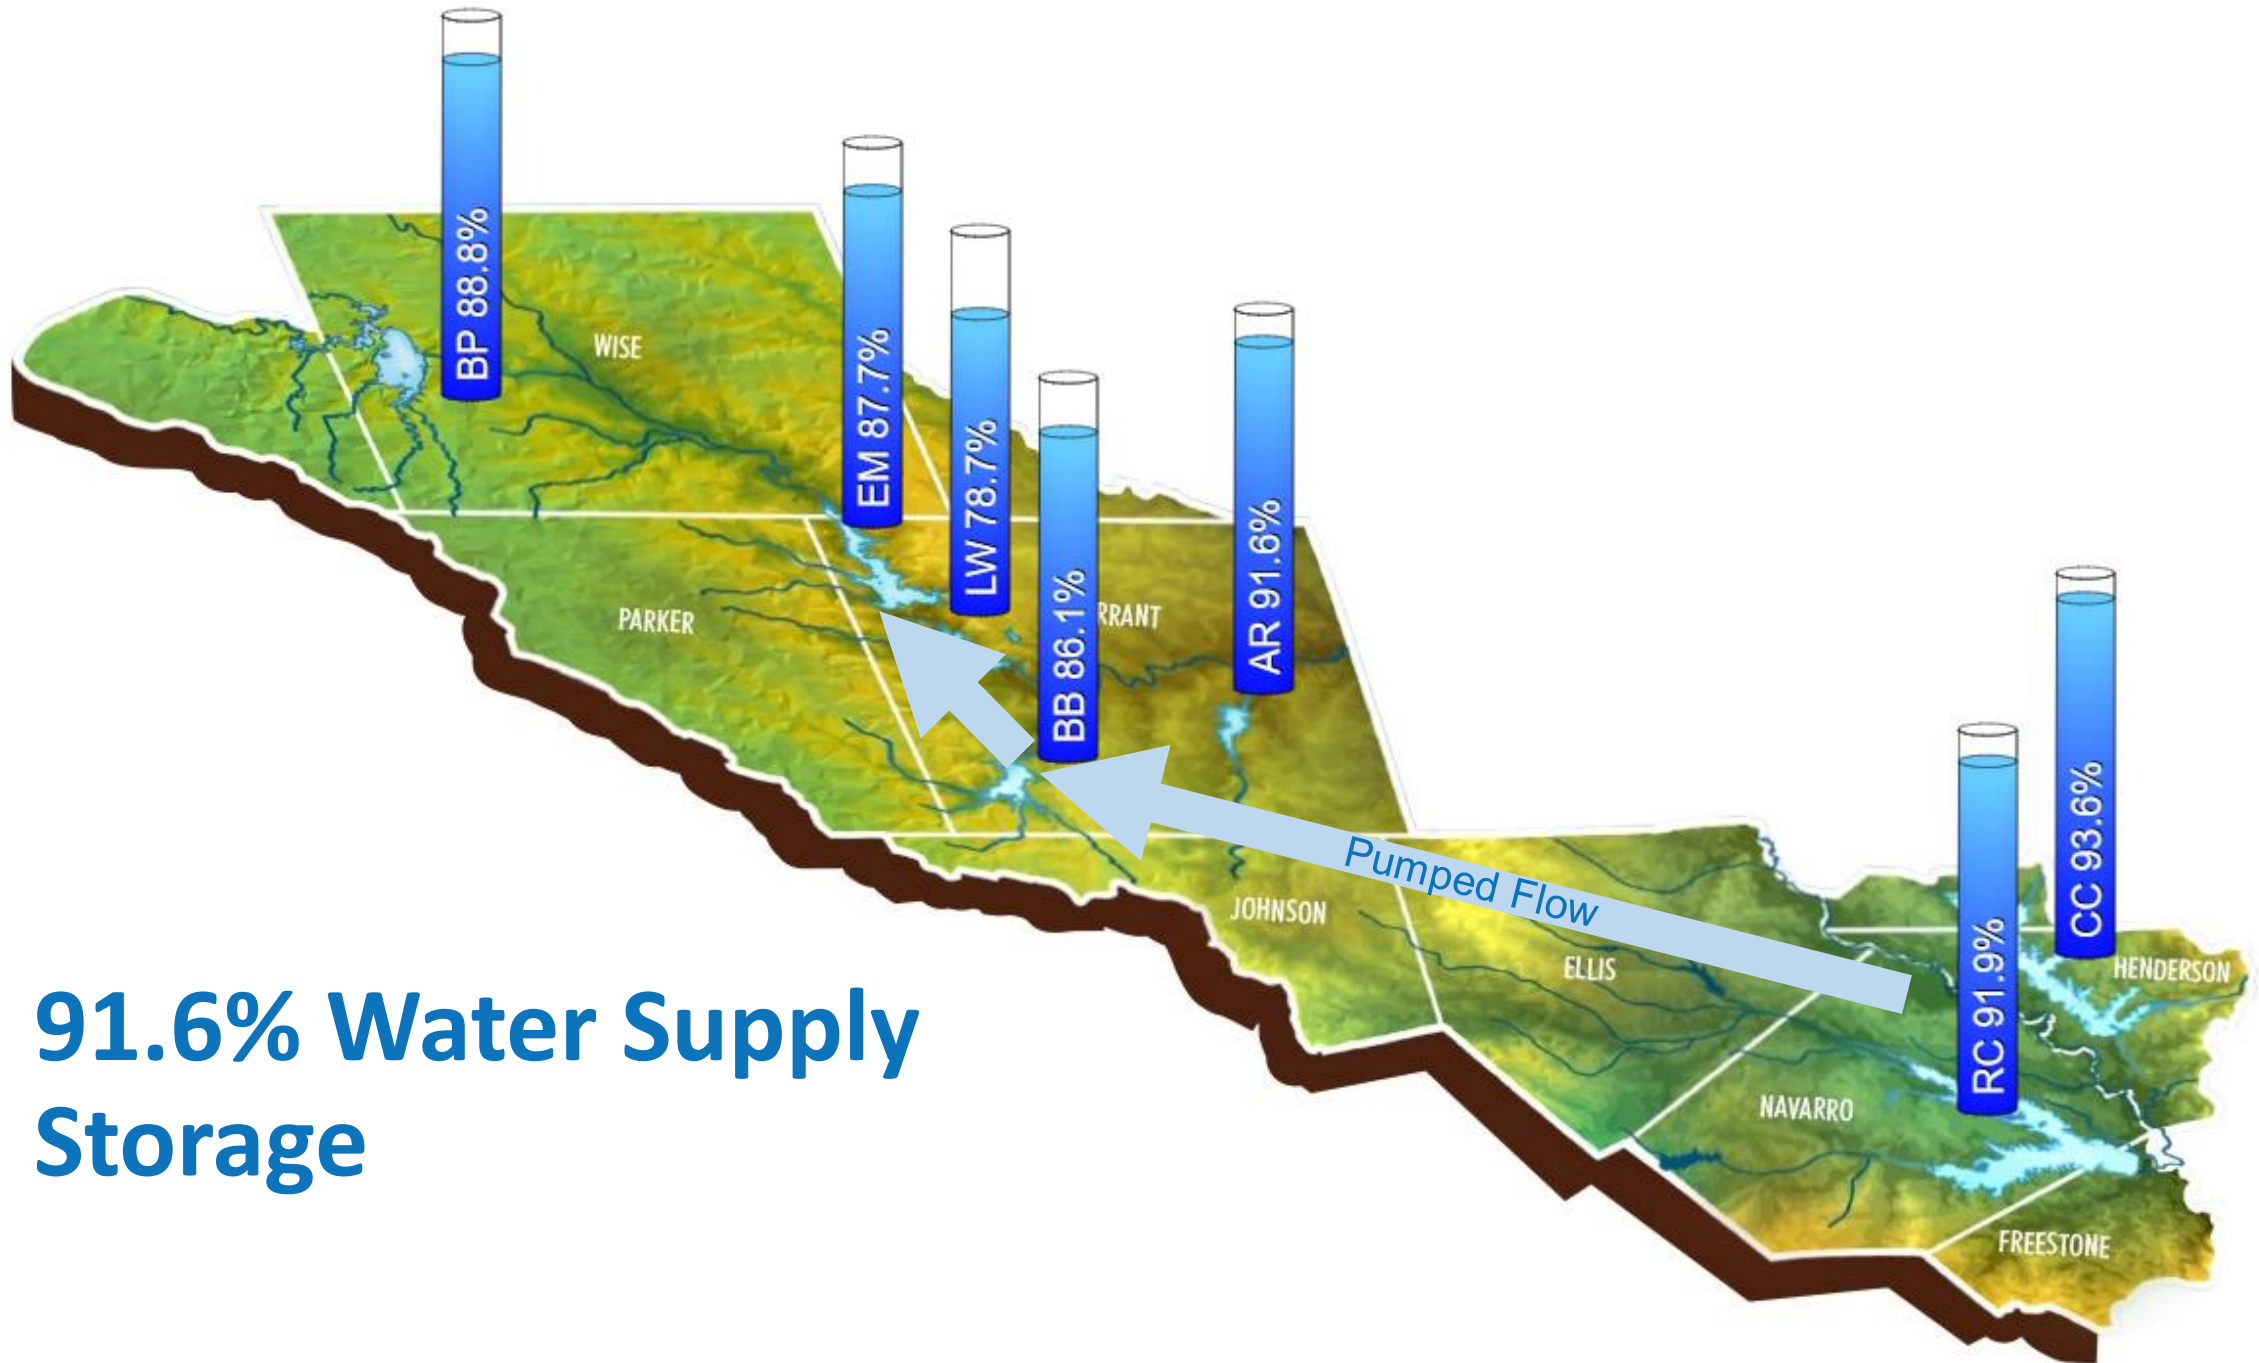 BP 88.8%
WISE
EM 87.7%
LW 78.7%
BB 86.1%
AR 91.6%
PARKER
RRANT
CC 93.6%
RC 91.9%
Pumped Flow
JOHNSON
ELLIS
HENDERSON
NAVARRO
FREESTONE
91.6% Water Supply
Storage